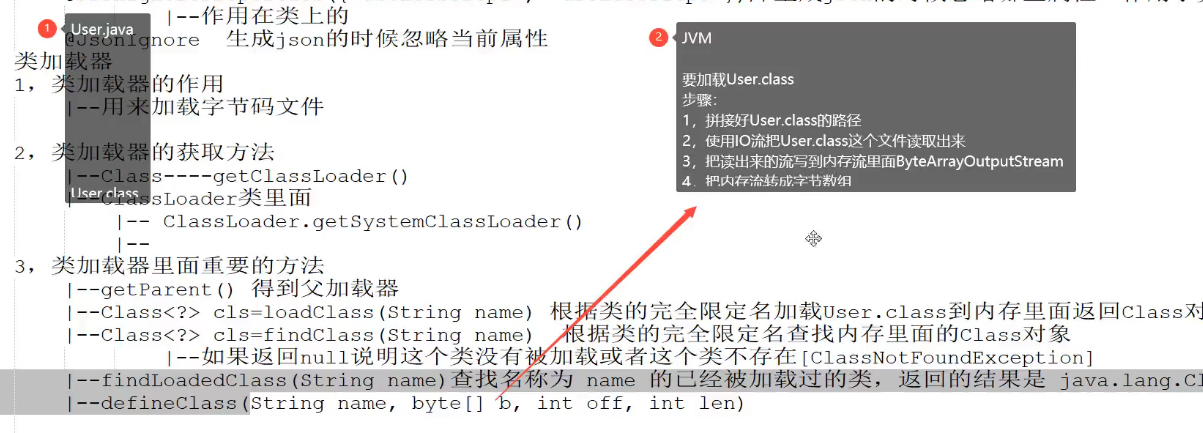 |--作用在类上的
@JsonIgnore  生成json的时候忽略当前属性
类加载器
1，类加载器的作用
|--用来加载字节码文件
2，类加载器的获取方法
|--Class----getClassLoader()
|--ClassLoader类里面
|-- ClassLoader.getSystemClassLoader()
|--
3，类加载器里面重要的方法
|--getParent() 得到父加载器
|--Class<?> cls=loadClass(String name) 根据类的完全限定名加载User.class到内存里面返回Class对
|--Class<?> cls=findClass(String name)  根据类的完全限定名查找内存里面的Class对象
|--如果返回null说明这个类没有被加载或者这个类不存在[ClassNotFoundException]
|--findLoadedClass(String name)查找名称为 name 的已经被加载过的类，返回的结果是 java.lang.Cl
|--defineClass(String name, byte[] b, int off, int len)
1
User.java
User.class
2
JVM
要加载User.class
步骤：
1，拼接好User.class的路径
2，使用IO流把User.class这个文件读取出来
3，把读出来的流写到内存流里面ByteArrayOutputStream
4，把内存流转成字节数组